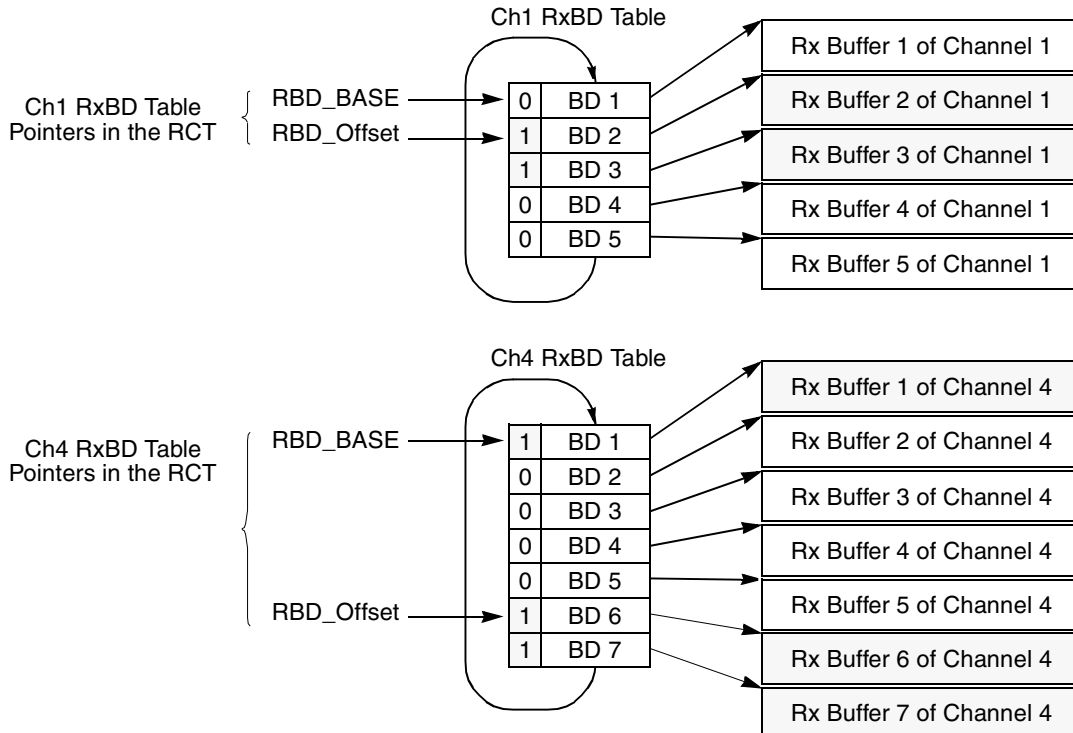 Ch1 RxBD Table
Ch1 RxBD Table
Pointers in the RCT
RBD_BASE
RBD_Offset
0 BD 1
1 BD 2
1 BD 3
0 BD 4
0 BD 5
Rx Buffer 1 of Channel 1
Rx Buffer 2 of Channel 1
Rx Buffer 3 of Channel 1
Rx Buffer 4 of Channel 1
Rx Buffer 5 of Channel 1
Ch4 RxBD Table
Ch4 RxBD Table
Pointers in the RCT
RBD_BASE
RBD_Offset
1 BD 1
0 BD 2
0 BD 3
0 BD 4
0 BD 5
1 BD 6
1 BD 7
Rx Buffer 1 of Channel 4
Rx Buffer 2 of Channel 4
Rx Buffer 3 of Channel 4
Rx Buffer 4 of Channel 4
Rx Buffer 5 of Channel 4
Rx Buffer 6 of Channel 4
Rx Buffer 7 of Channel 4